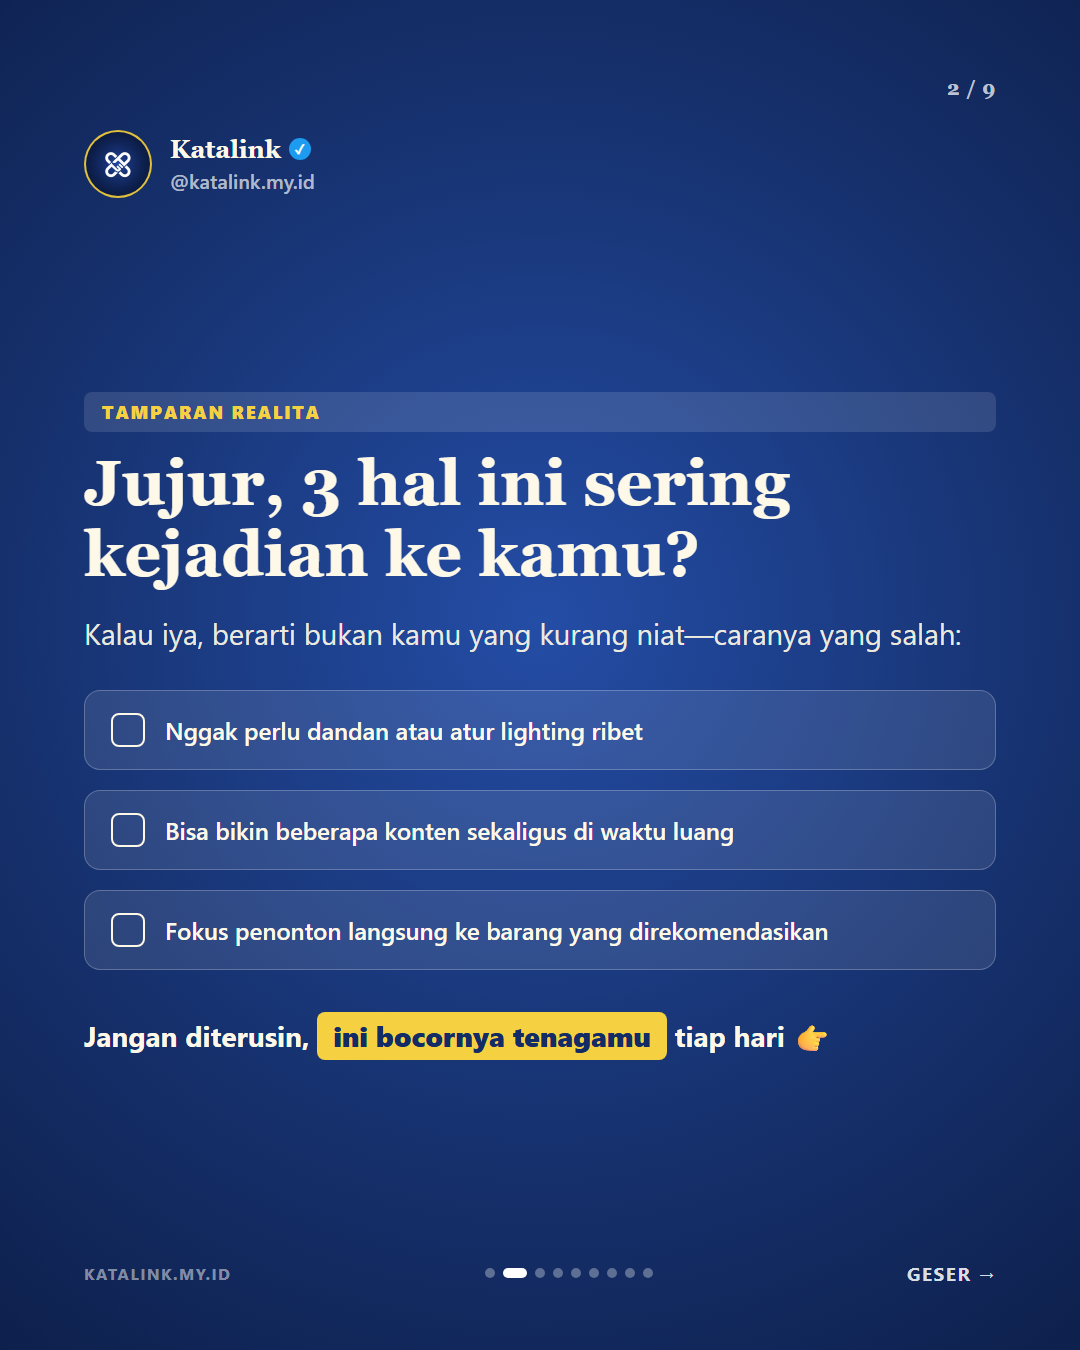 2 / 9
Katalink
@katalink.my.id
TAMPARAN REALITA
Jujur, 3 hal ini sering
kejadian ke kamu?
Kalau iya, berarti bukan kamu yang kurang niat—caranya yang salah:
Nggak perlu dandan atau atur lighting ribet
Bisa bikin beberapa konten sekaligus di waktu luang
Fokus penonton langsung ke barang yang direkomendasikan
Jangan diterusin, ini bocornya tenagamu tiap hari 👉
KATALINK.MY.ID
GESER →